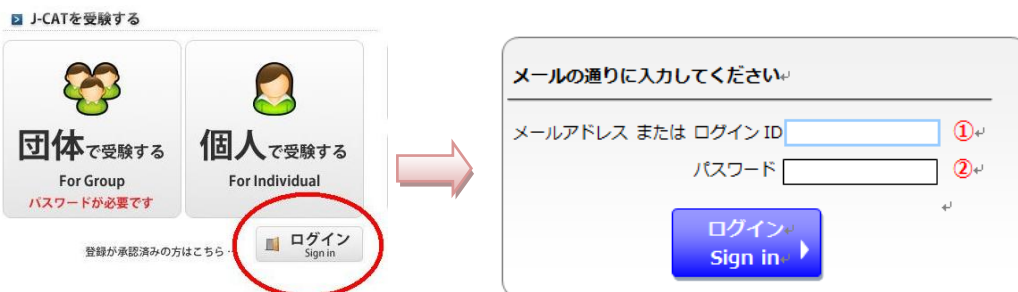 J-CATを受験する
団体で受験する
For Group
パスワードが必要です
個人で受験する
For Individual
登録が承認済みの方はこちら…
ログイン
Sign in
メールの通りに入力してください↵
メールアドレス または ログイン ID ①↵
パスワード ②↵
↵
ログイン↵
Sign in↵